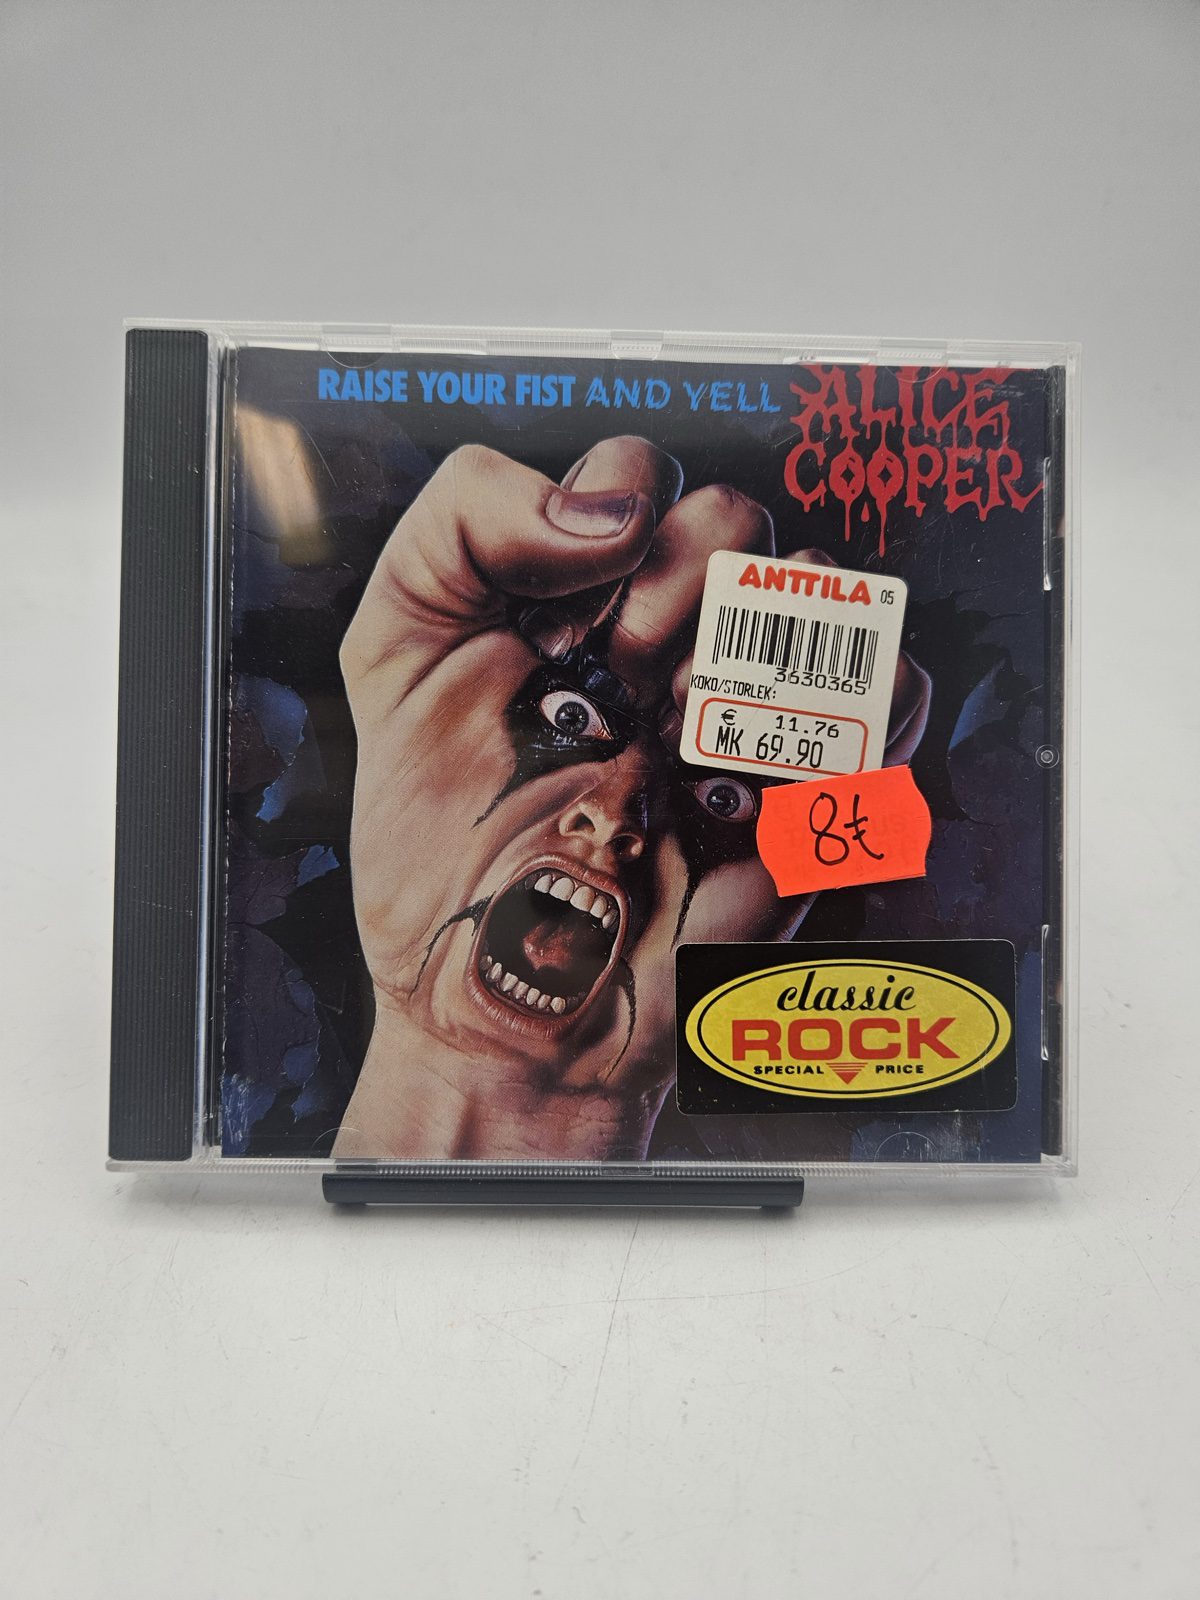 RAISE YOUR FIST AND YELL
ALICE
COOPER
ANTTILA 05
3630365
KOKO/STORLEK:
€ 11.76
MK 69.90
8€
classic
ROCK
SPECIAL PRICE